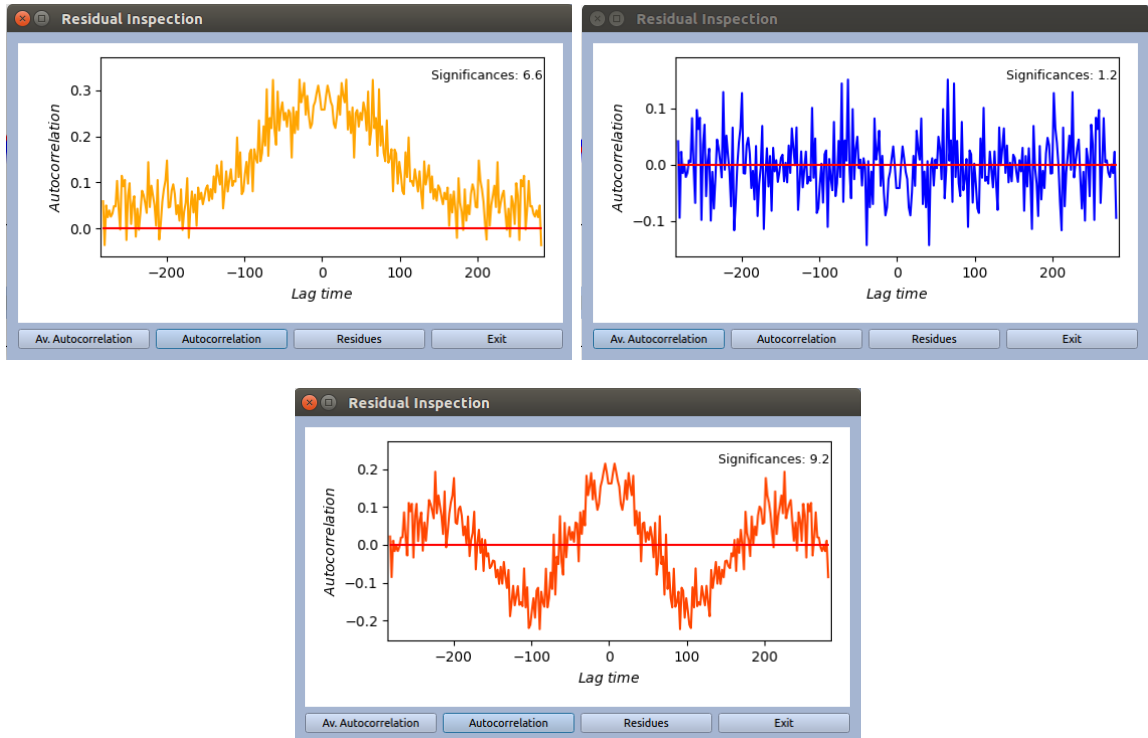 Residual Inspection
Significances: 6.6
Autocorrelation
0.3
0.2
0.1
0.0
−200 −100 0 100 200
Lag time
Av. Autocorrelation Autocorrelation Residues Exit
Residual Inspection
Significances: 1.2
Autocorrelation
0.1
0.0
−0.1
−200 −100 0 100 200
Lag time
Av. Autocorrelation Autocorrelation Residues Exit
Residual Inspection
Significances: 9.2
Autocorrelation
0.2
0.1
0.0
−0.1
−0.2
−200 −100 0 100 200
Lag time
Av. Autocorrelation Autocorrelation Residues Exit